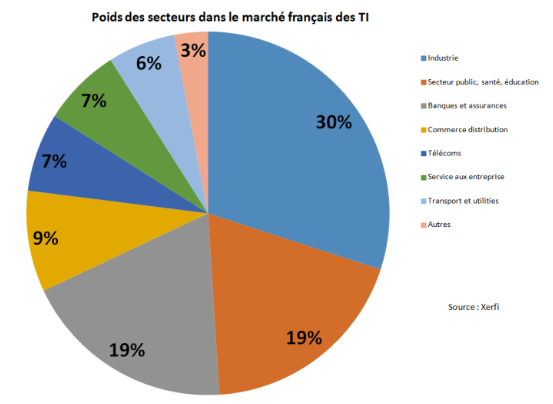 Poids des secteurs dans le marché français des TI
3%
6%
7%
7%
9%
19%
19%
30%
Industrie
Secteur public, santé, éducation
Banques et assurances
Commerce distribution
Télécoms
Service aux entreprise
Transport et utilities
Autres
Source : Xerfi